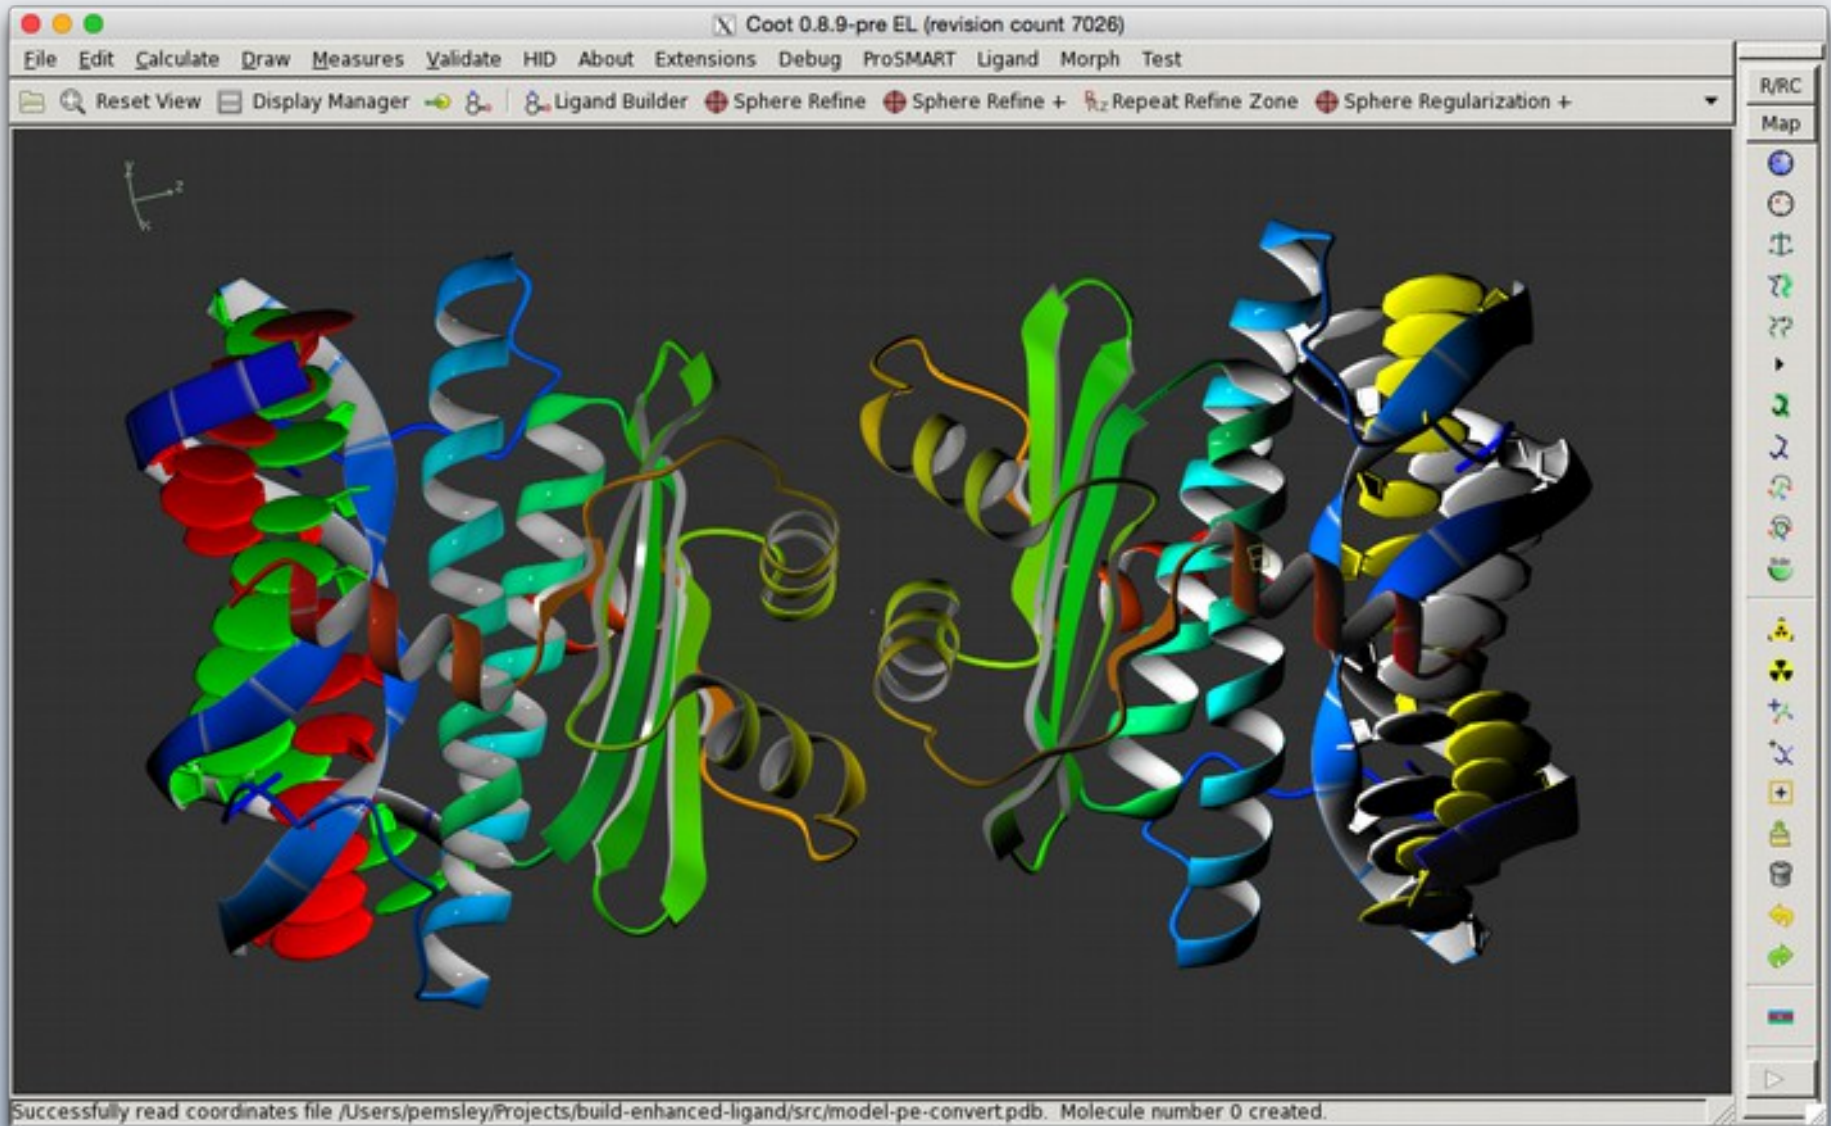 Coot 0.8.9-pre EL (revision count 7026)
File Edit Calculate Draw Measures Validate HID About Extensions Debug ProSMART Ligand Morph Test
Reset View Display Manager Ligand Builder Sphere Refine Sphere Refine + Repeat Refine Zone Sphere Regularization +
R/RC
Map
Successfully read coordinates file /Users/pemsley/Projects/build-enhanced-ligand/src/model-pe-convert.pdb. Molecule number 0 created.